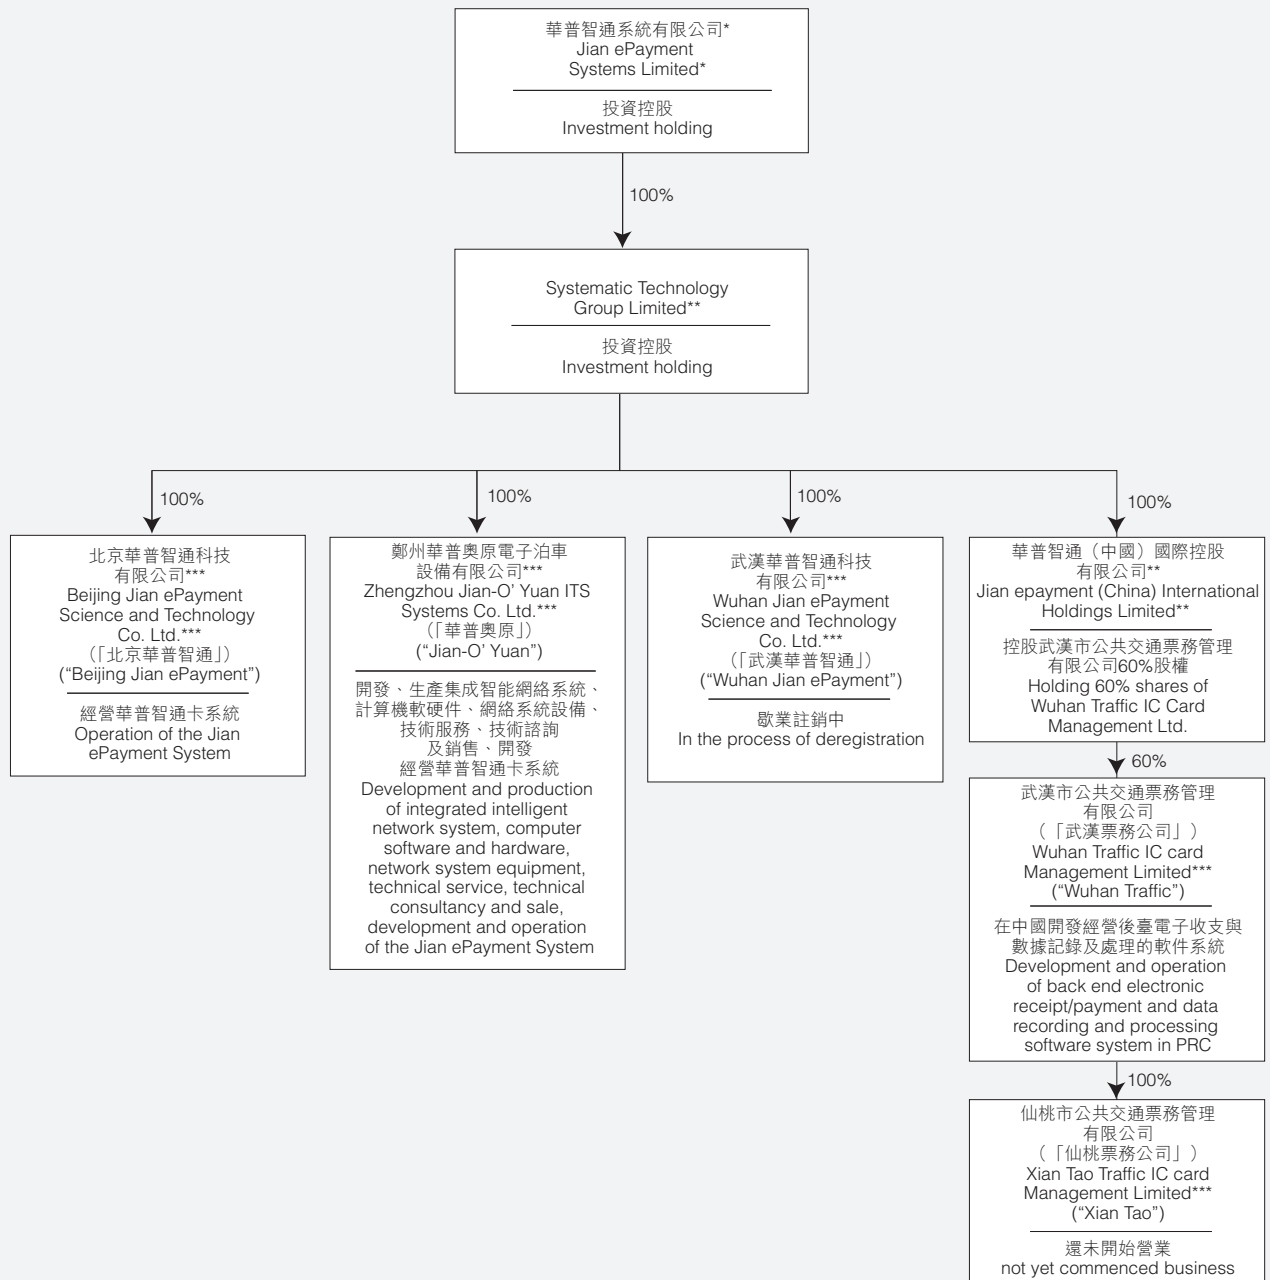 華普智通系統有限公司*
Jian ePayment
Systems Limited*
投資控股
Investment holding
100%
Systematic Technology
Group Limited**
投資控股
Investment holding
100%
100%
100%
100%
北京華普智通科技
有限公司***
Beijing Jian ePayment
Science and Technology
Co. Ltd.***
(「北京華普智通」)
(“Beijing Jian ePayment”)
經營華普智通卡系統
Operation of the Jian
ePayment System
鄭州華普奧原電子泊車
設備有限公司***
Zhengzhou Jian-O’ Yuan ITS
Systems Co. Ltd.***
(「華普奧原」)
(“Jian-O’ Yuan”)
開發、生產集成智能網絡系統、
計算機軟硬件、網絡系統設備、
技術服務、技術諮詢
及銷售、開發
經營華普智通卡系統
Development and production
of integrated intelligent
network system, computer
software and hardware,
network system equipment,
technical service, technical
consultancy and sale,
development and operation
of the Jian ePayment System
武漢華普智通科技
有限公司***
Wuhan Jian ePayment
Science and Technology
Co. Ltd.***
(「武漢華普智通」)
(“Wuhan Jian ePayment”)
歇業註銷中
In the process of deregistration
華普智通（中國）國際控股
有限公司**
Jian epayment (China) International
Holdings Limited**
控股武漢市公共交通票務管理
有限公司60%股權
Holding 60% shares of
Wuhan Traffic IC Card
Management Ltd.
60%
武漢市公共交通票務管理
有限公司
（「武漢票務公司」）
Wuhan Traffic IC card
Management Limited***
(“Wuhan Traffic”)
在中國開發經營後臺電子收支與
數據記錄及處理的軟件系統
Development and operation
of back end electronic
receipt/payment and data
recording and processing
software system in PRC
100%
仙桃市公共交通票務管理
有限公司
（「仙桃票務公司」）
Xian Tao Traffic IC card
Management Limited***
(“Xian Tao”)
還未開始營業
not yet commenced business